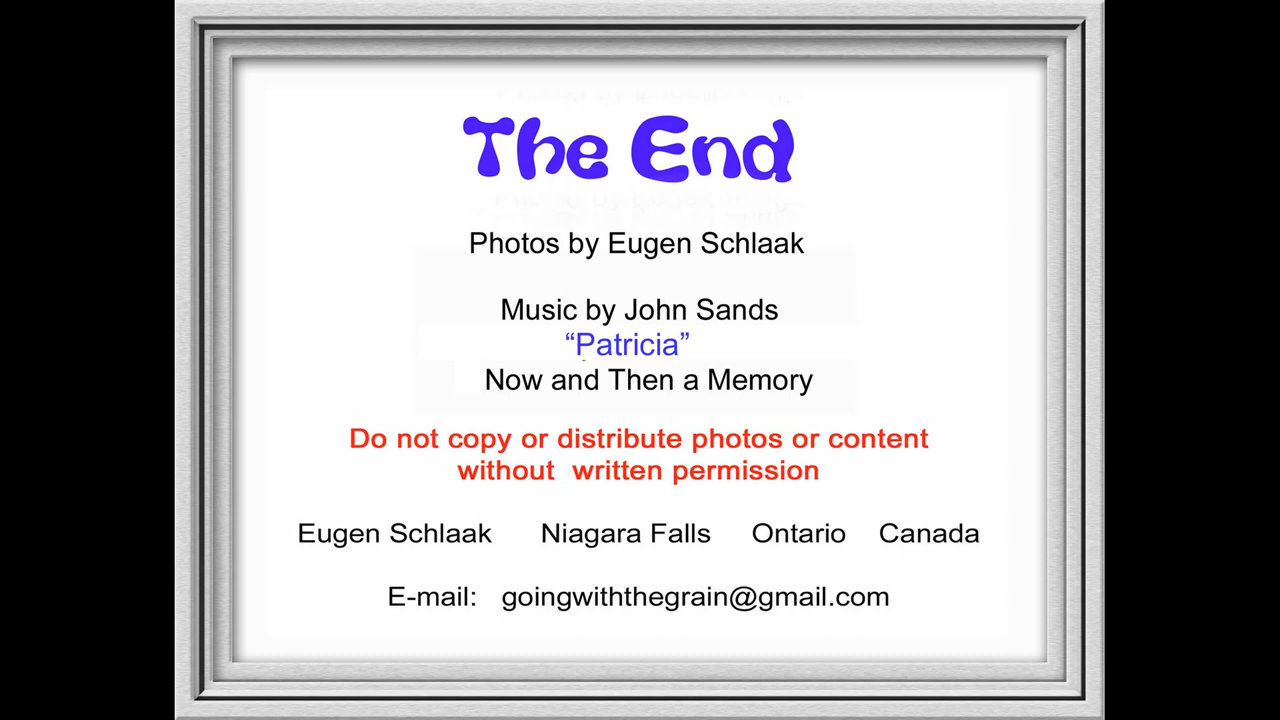 The End
Photos by Eugen Schlaak
Music by John Sands
“Patricia”
Now and Then a Memory
Do not copy or distribute photos or content
without written permission
Eugen Schlaak Niagara Falls Ontario Canada
E-mail: goingwiththegrain@gmail.com